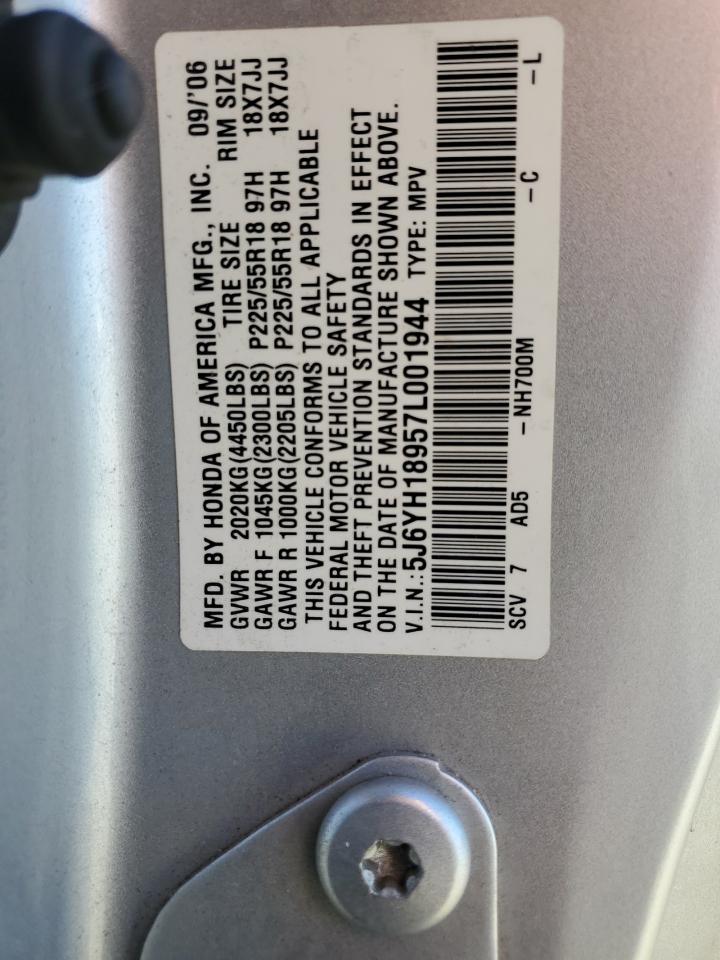 MFD. BY HONDA OF AMERICA MFG., INC. 09/'06
GVWR 2020KG(4450LBS) TIRE SIZE RIM SIZE
GAWR F 1045KG(2300LBS) P225/55R18 97H 18X7JJ
GAWR R 1000KG(2205LBS) P225/55R18 97H 18X7JJ
THIS VEHICLE CONFORMS TO ALL APPLICABLE
FEDERAL MOTOR VEHICLE SAFETY
AND THEFT PREVENTION STANDARDS IN EFFECT
ON THE DATE OF MANUFACTURE SHOWN ABOVE.
V.I.N.:5J6YH18957L001944 TYPE: MPV
SCV 7 AD5 –NH700M –C –L